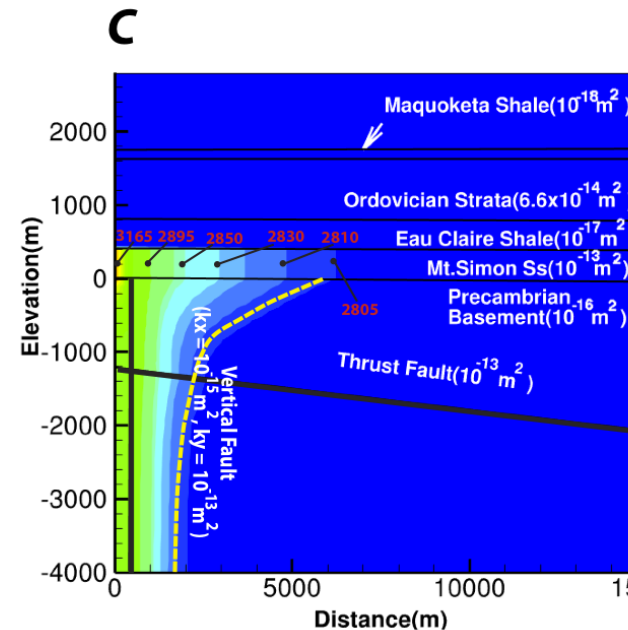 C
Maquoketa Shale(10⁻¹⁸m²)
Ordovician Strata(6.6x10⁻¹⁴m²)
Eau Claire Shale(10⁻¹⁷m²)
Mt.Simon Ss(10⁻¹³m²)
Precambrian
Basement(10⁻¹⁶m²)
Thrust Fault(10⁻¹³m²)
Vertical Fault
(kx = 10⁻¹⁵m², ky = 10⁻¹³m²)
3165 2895 2850 2830 2810
2805
Elevation(m)
2000
1000
0
-1000
-2000
-3000
-4000
0 5000 10000
Distance(m)